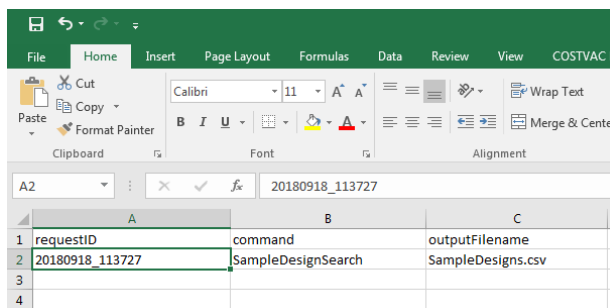 File Home Insert Page Layout Formulas Data Review View COSTVAC
Cut
Calibri 11 A A Wrap Text
Copy
Paste
Format Painter B I U A Merge & Cente
Clipboard Font Alignment
A2 fx 20180918_113727
A B C
1 requestID command outputFilename
2 20180918_113727 SampleDesignSearch SampleDesigns.csv
3
4